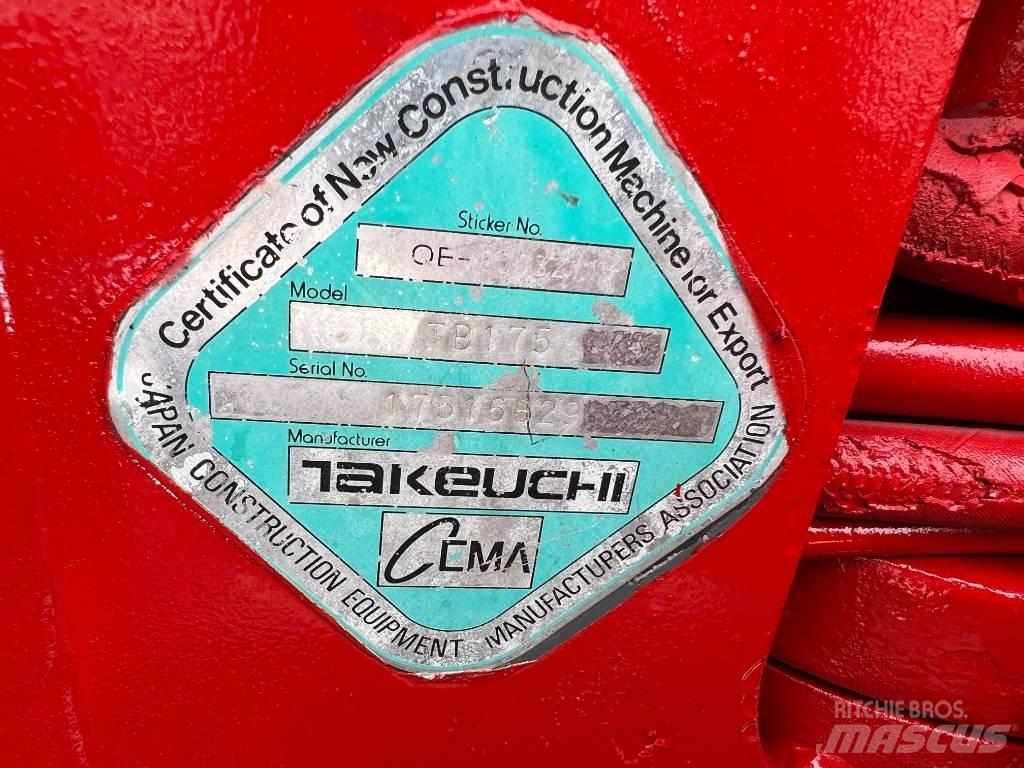 Certificate of New Construction Machine for Export
Sticker No.
Model
TB175
Serial No.
17515829
Manufacturer
TAKEUCHI
CEMA
JAPAN CONSTRUCTION EQUIPMENT MANUFACTURERS ASSOCIATION
RITCHIE BROS.
MASCUS